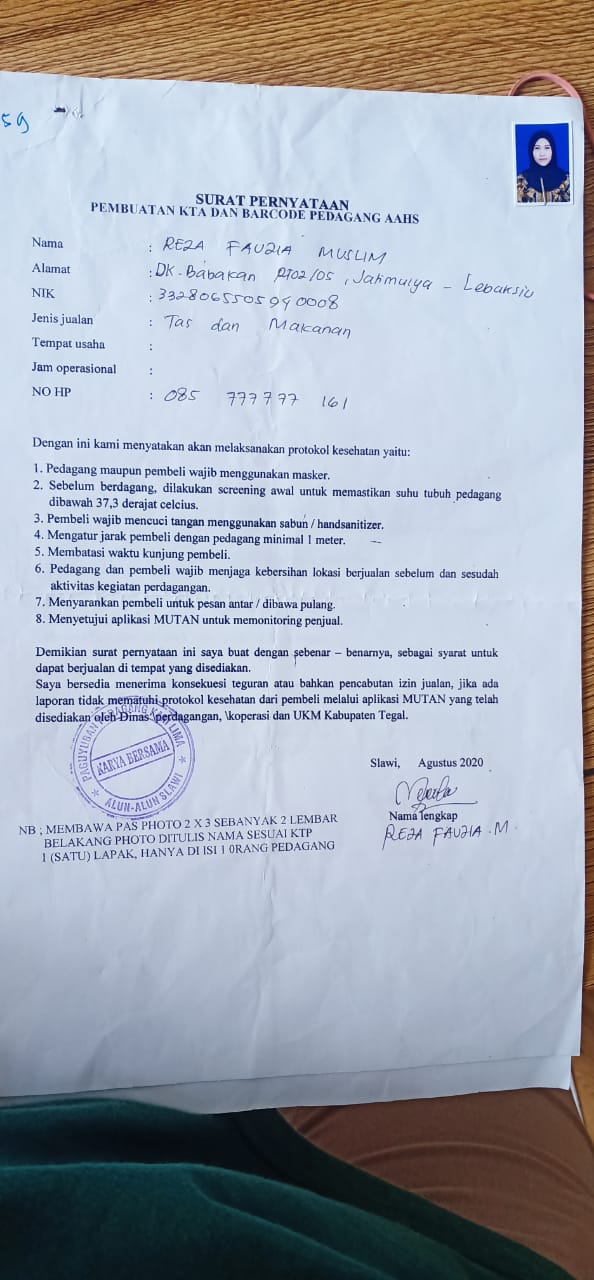 59
SURAT PERNYATAAN
PEMBUATAN KTA DAN BARCODE PEDAGANG AAHS
Nama : REZA FAUZIA MUSLIM
Alamat : DK. Babakan RT02/05, Jatimulya - Lebaksiu
NIK : 3328065505940008
Jenis jualan : Tas dan Makanan
Tempat usaha :
Jam operasional :
NO HP : 085 777777 161
Dengan ini kami menyatakan akan melaksanakan protokol kesehatan yaitu:
1. Pedagang maupun pembeli wajib menggunakan masker.
2. Sebelum berdagang, dilakukan screening awal untuk memastikan suhu tubuh pedagang
dibawah 37,3 derajat celcius.
3. Pembeli wajib mencuci tangan menggunakan sabun / handsanitizer.
4. Mengatur jarak pembeli dengan pedagang minimal 1 meter.
5. Membatasi waktu kunjung pembeli.
6. Pedagang dan pembeli wajib menjaga kebersihan lokasi berjualan sebelum dan sesudah
aktivitas kegiatan perdagangan.
7. Menyarankan pembeli untuk pesan antar / dibawa pulang.
8. Menyetujui aplikasi MUTAN untuk memonitoring penjual.
Demikian surat pernyataan ini saya buat dengan sebenar – benarnya, sebagai syarat untuk
dapat berjualan di tempat yang disediakan.
Saya bersedia menerima konsekuesi teguran atau bahkan pencabutan izin jualan, jika ada
laporan tidak mematuhi protokol kesehatan dari pembeli melalui aplikasi MUTAN yang telah
disediakan oleh Dinas \perdagangan, \koperasi dan UKM Kabupaten Tegal.
PAGUYUBAN PEDAGANG KAKI LIMA
KARYA BERSAMA
ALUN-ALUN SLAWI
Slawi, Agustus 2020
Nama lengkap
REZA FAUZIA .M.
NB ; MEMBAWA PAS PHOTO 2 X 3 SEBANYAK 2 LEMBAR
BELAKANG PHOTO DITULIS NAMA SESUAI KTP
1 (SATU) LAPAK, HANYA DI ISI 1 0RANG PEDAGANG